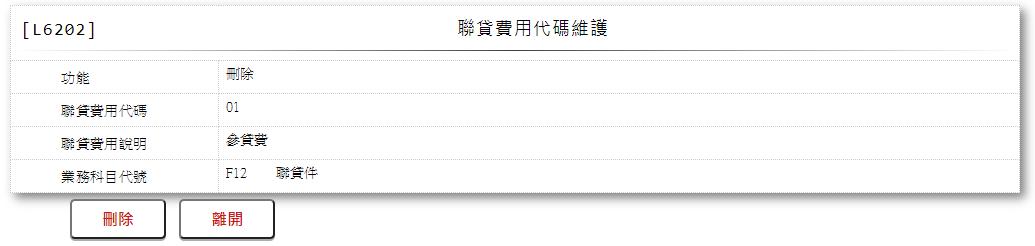 [L6202] 聯貸費用代碼維護
功能 刪除
聯貸費用代碼 01
聯貸費用說明 參貸費
業務科目代號 F12 聯貸件
刪除 離開